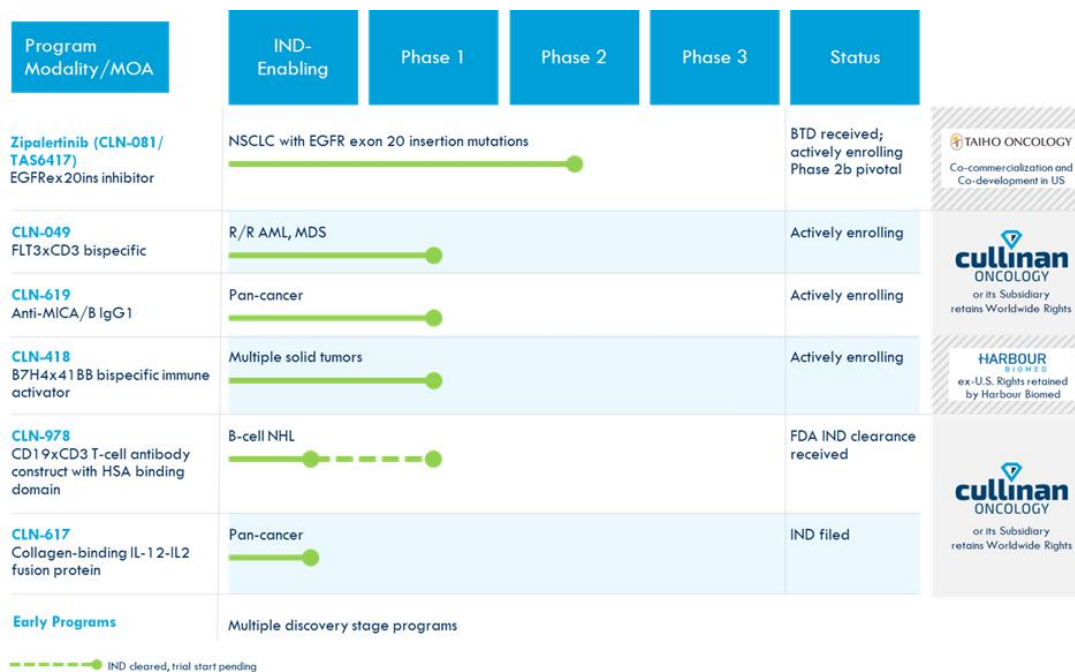 Program
Modality/MOA
IND-
Enabling
Phase 1
Phase 2
Phase 3
Status
Zipalertinib (CLN-081/
TAS6417)
EGFRex20ins inhibitor
NSCLC with EGFR exon 20 insertion mutations
BTD received;
actively enrolling
Phase 2b pivotal
TAIHO ONCOLOGY
Co-commercialization and
Co-development in US
CLN-049
FLT3xCD3 bispecific
R/R AML, MDS
Actively enrolling
cullinan
ONCOLOGY
or its Subsidiary
retains Worldwide Rights
CLN-619
Anti-MICA/B IgG1
Pan-cancer
Actively enrolling
CLN-418
B7H4x41BB bispecific immune
activator
Multiple solid tumors
Actively enrolling
HARBOUR
BIOMED
ex-U.S. Rights retained
by Harbour Biomed
CLN-978
CD19xCD3 T-cell antibody
construct with HSA binding
domain
B-cell NHL
FDA IND clearance
received
cullinan
ONCOLOGY
or its Subsidiary
retains Worldwide Rights
CLN-617
Collagen-binding IL-12-IL2
fusion protein
Pan-cancer
IND filed
Early Programs
Multiple discovery stage programs
IND cleared, trial start pending